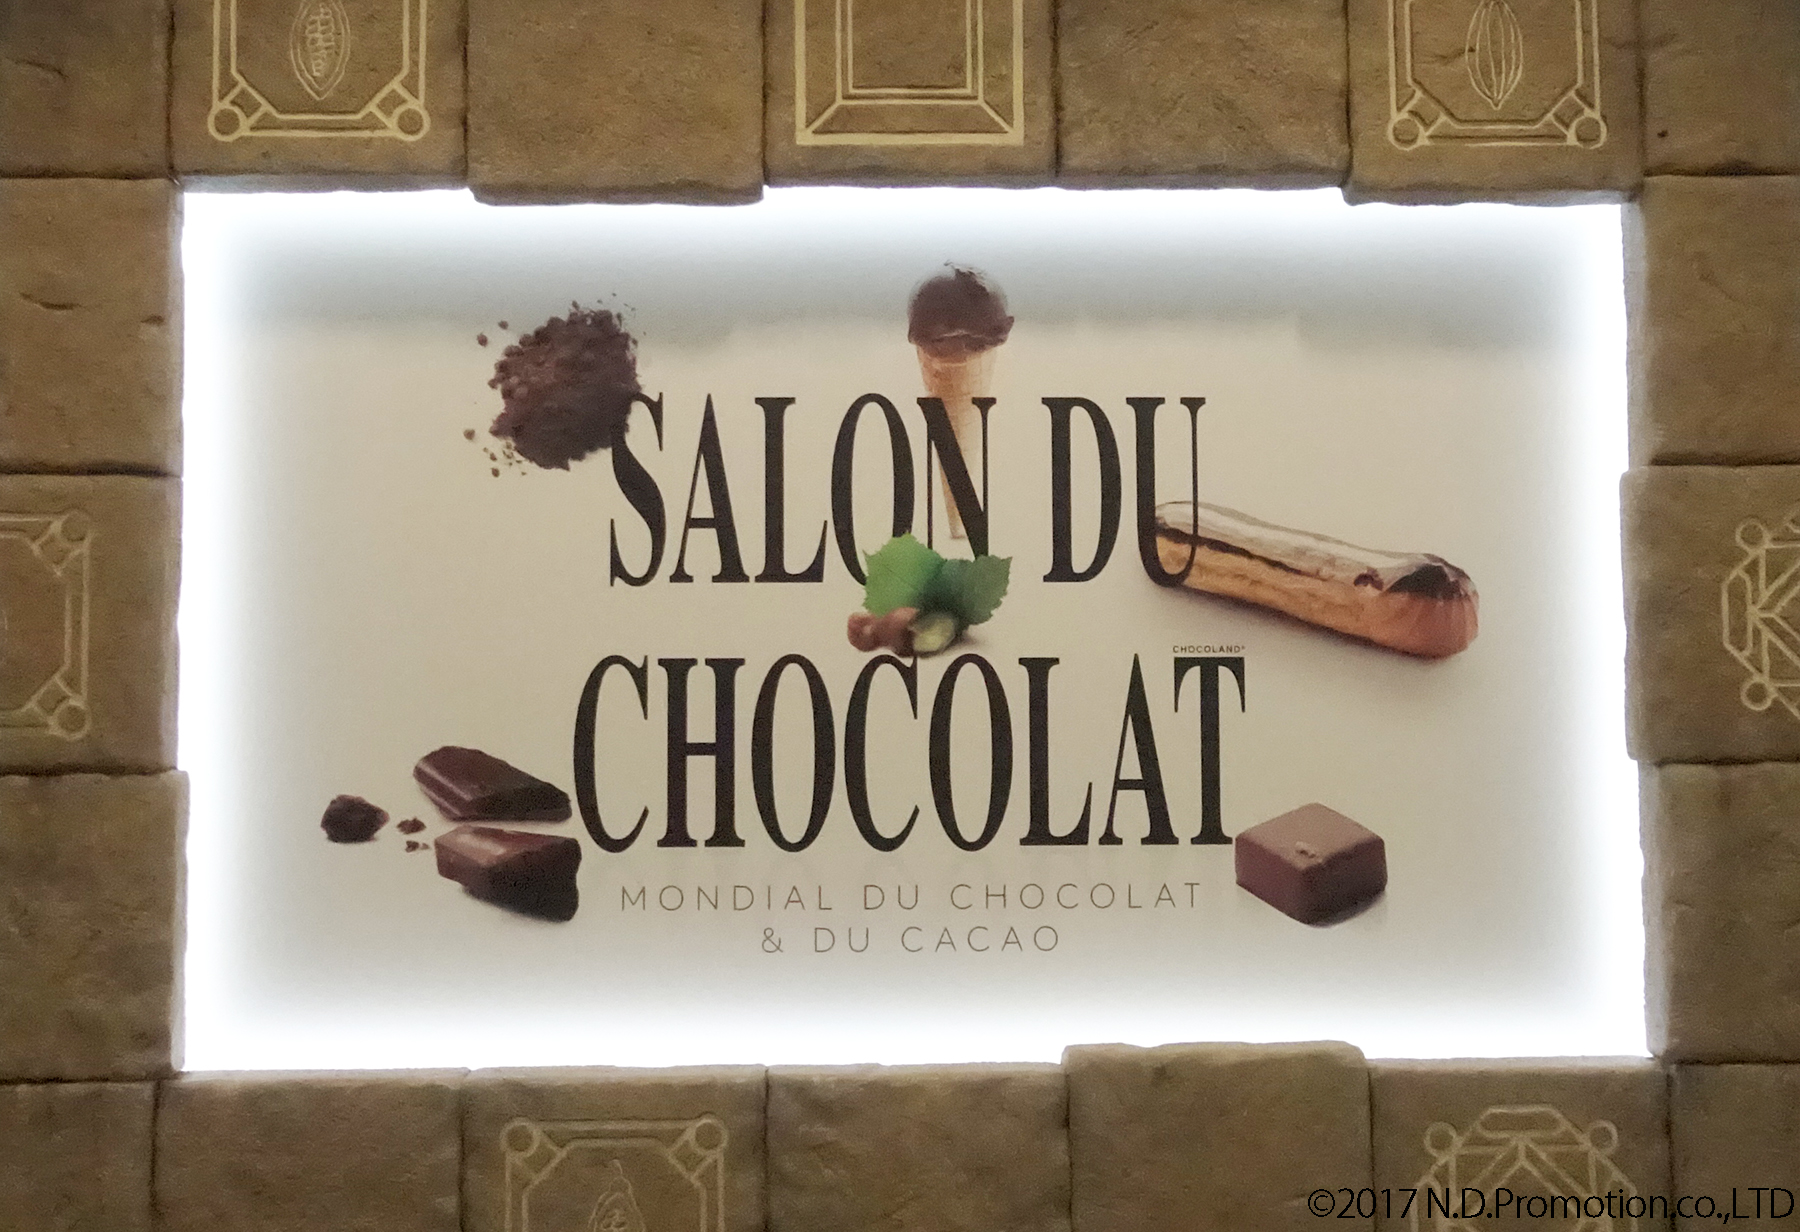 SALON DU
CHOCOLAND®
CHOCOLAT
MONDIAL DU CHOCOLAT
& DU CACAO
©2017 N.D.Promotion.co.,LTD